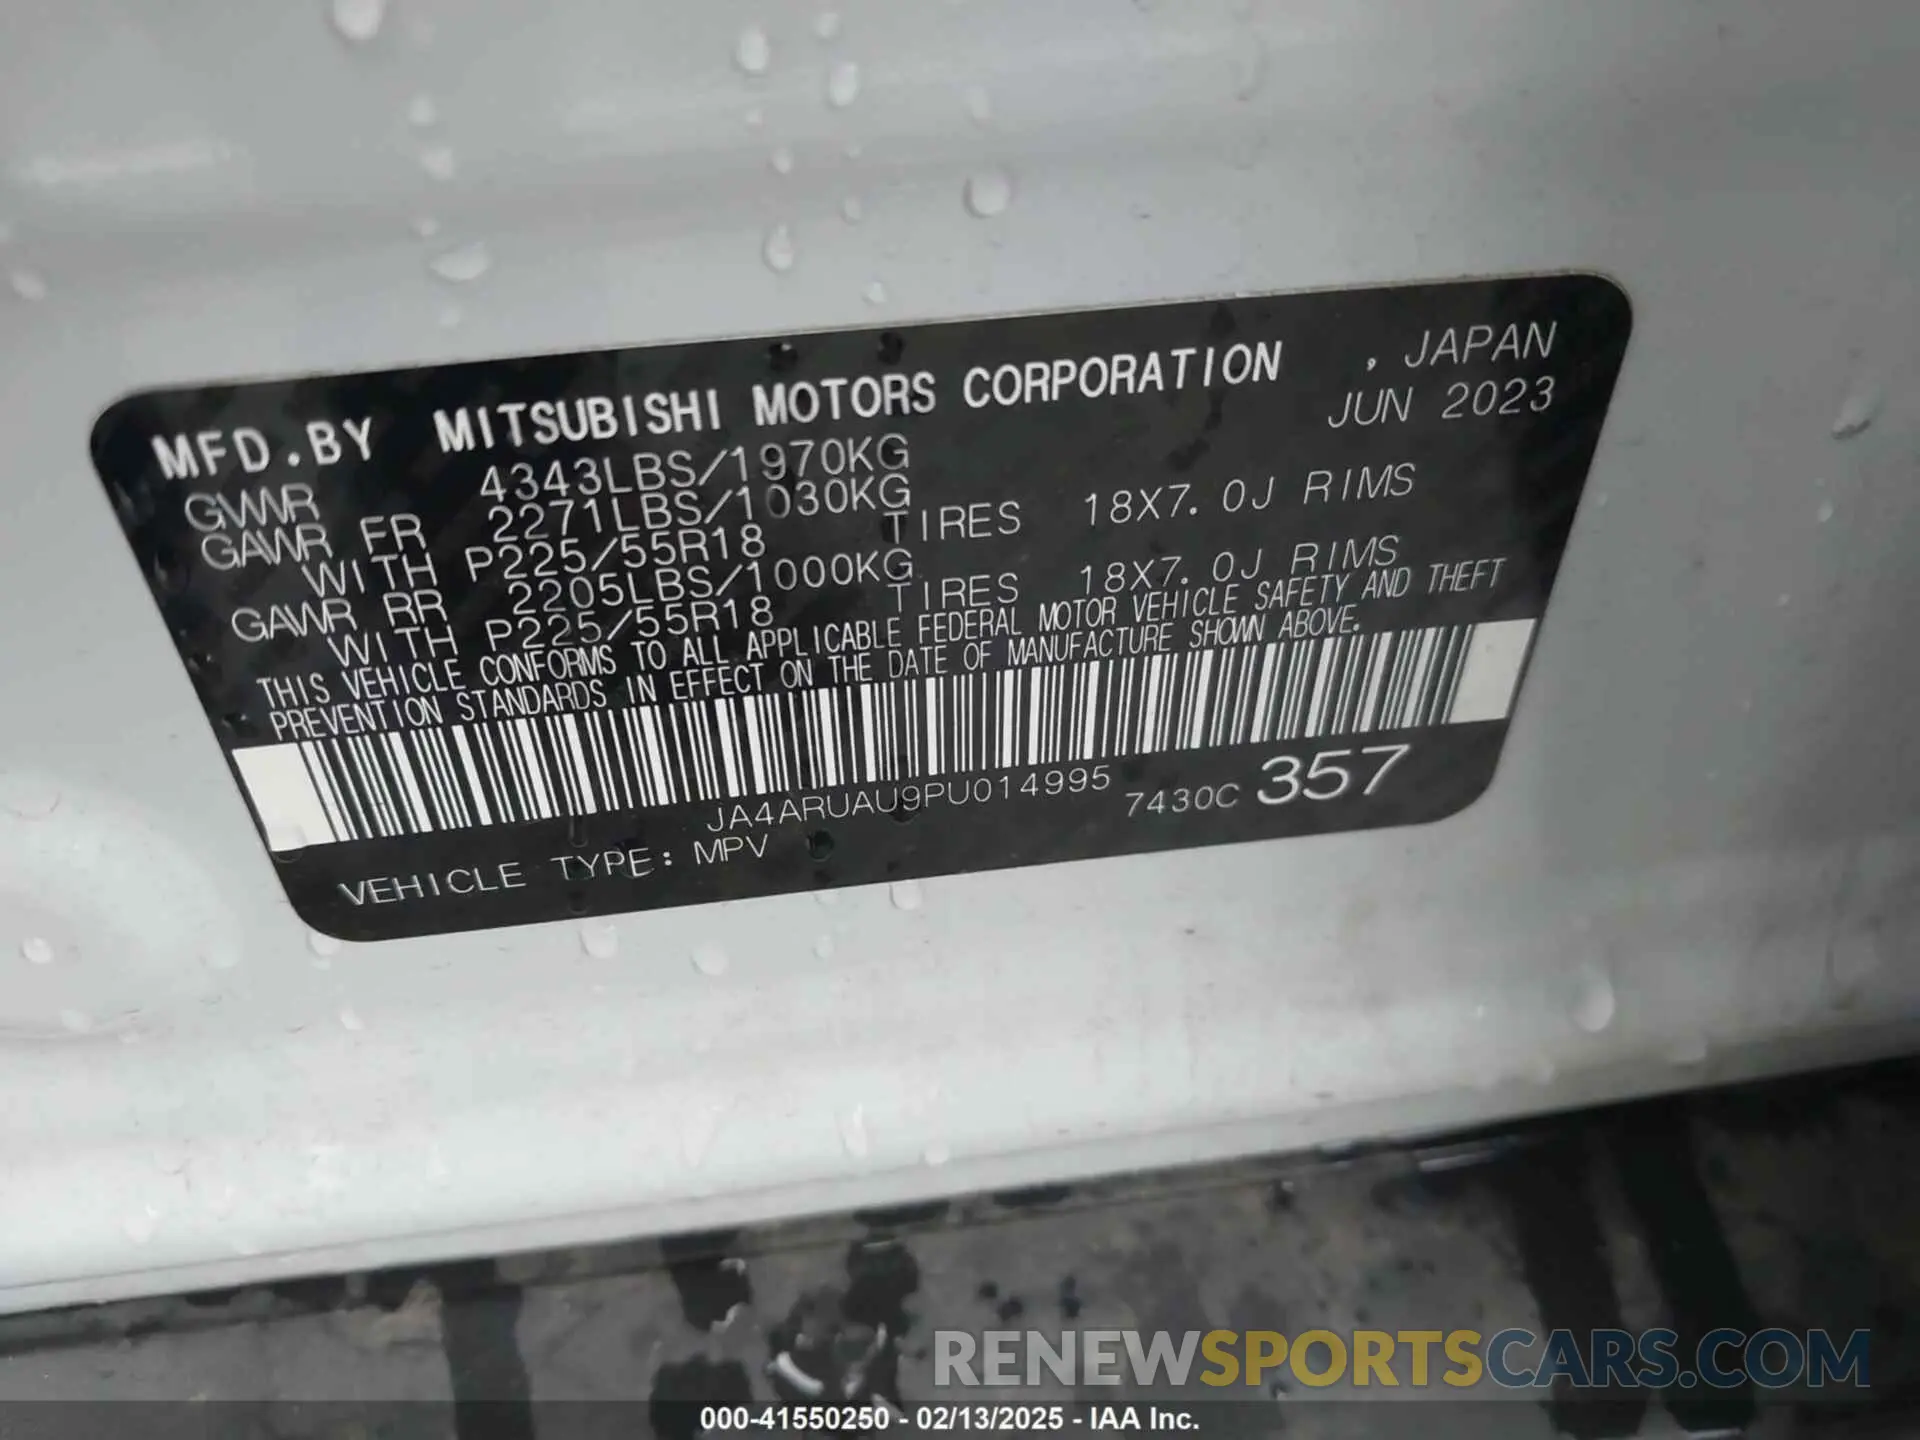 MFD.BY MITSUBISHI MOTORS CORPORATION , JAPAN
GVWR 4343LBS/1970KG JUN 2023
GAWR FR 2271LBS/1030KG
WITH P225/55R18 TIRES 18X7.0J RIMS
GAWR RR 2205LBS/1000KG
WITH P225/55R18 TIRES 18X7.0J RIMS
THIS VEHICLE CONFORMS TO ALL APPLICABLE FEDERAL MOTOR VEHICLE SAFETY AND THEFT
PREVENTION STANDARDS IN EFFECT ON THE DATE OF MANUFACTURE SHOWN ABOVE.
JA4ARUAU9PU014995 7430C 357
VEHICLE TYPE: MPV
RENEWSPORTSCARS.COM
000-41550250 - 02/13/2025 - IAA Inc.